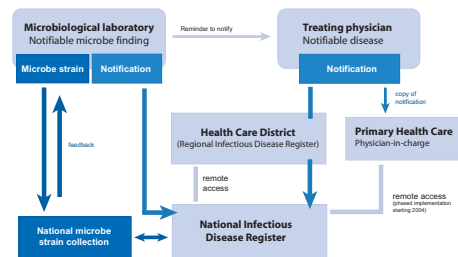 Microbiological laboratory
Notifiable microbe finding
Microbe strain
Notification
Reminder to notify
Treating physician
Notifiable disease
Notification
copy of
notification
feedback
Health Care District
(Regional Infectious Disease Register)
Primary Health Care
Physician-in-charge
remote
access
remote access
(phased implementation
starting 2004)
National microbe
strain collection
National Infectious
Disease Register